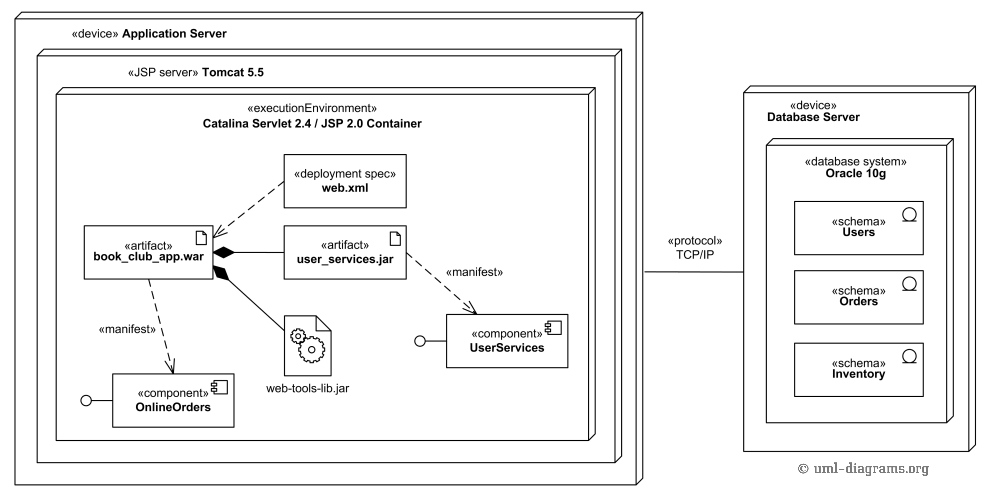 «device» Application Server
«JSP server» Tomcat 5.5
«executionEnvironment»
Catalina Servlet 2.4 / JSP 2.0 Container
«deployment spec»
web.xml
«artifact»
book_club_app.war
«artifact»
user_services.jar
«manifest»
«manifest»
«component»
UserServices
web-tools-lib.jar
«component»
OnlineOrders
«protocol»
TCP/IP
«device»
Database Server
«database system»
Oracle 10g
«schema»
Users
«schema»
Orders
«schema»
Inventory
© uml-diagrams.org